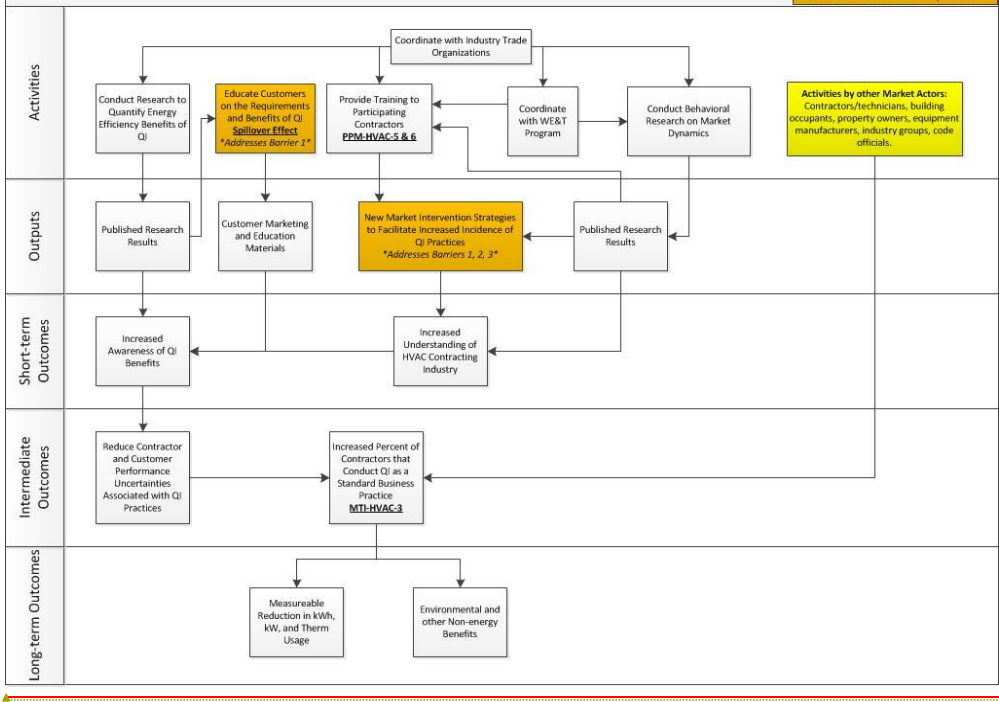 Activities
Coordinate with Industry Trade
Organizations
Conduct Research to
Quantify Energy
Efficiency Benefits of
QI
Educate Customers
on the Requirements
and Benefits of QI
Spillover Effect
*Addresses Barrier 1*
Provide Training to
Participating
Contractors
PPM-HVAC-5 & 6
Coordinate
with WE&T
Program
Conduct Behavioral
Research on Market
Dynamics
Activities by other Market Actors:
Contractors/technicians, building
occupants, property owners, equipment
manufacturers, industry groups, code
officials.
Outputs
Published Research
Results
Customer Marketing
and Education
Materials
New Market Intervention Strategies
to Facilitate Increased Incidence of
QI Practices
*Addresses Barriers 1, 2, 3*
Published Research
Results
Short-term
Outcomes
Increased
Awareness of QI
Benefits
Increased
Understanding of
HVAC Contracting
Industry
Intermediate
Outcomes
Reduce Contractor
and Customer
Performance
Uncertainties
Associated with QI
Practices
Increased Percent of
Contractors that
Conduct QI as a
Standard Business
Practice
MTI-HVAC-3
Long-term Outcomes
Measureable
Reduction in kWh,
kW, and Therm
Usage
Environmental and
other Non-energy
Benefits